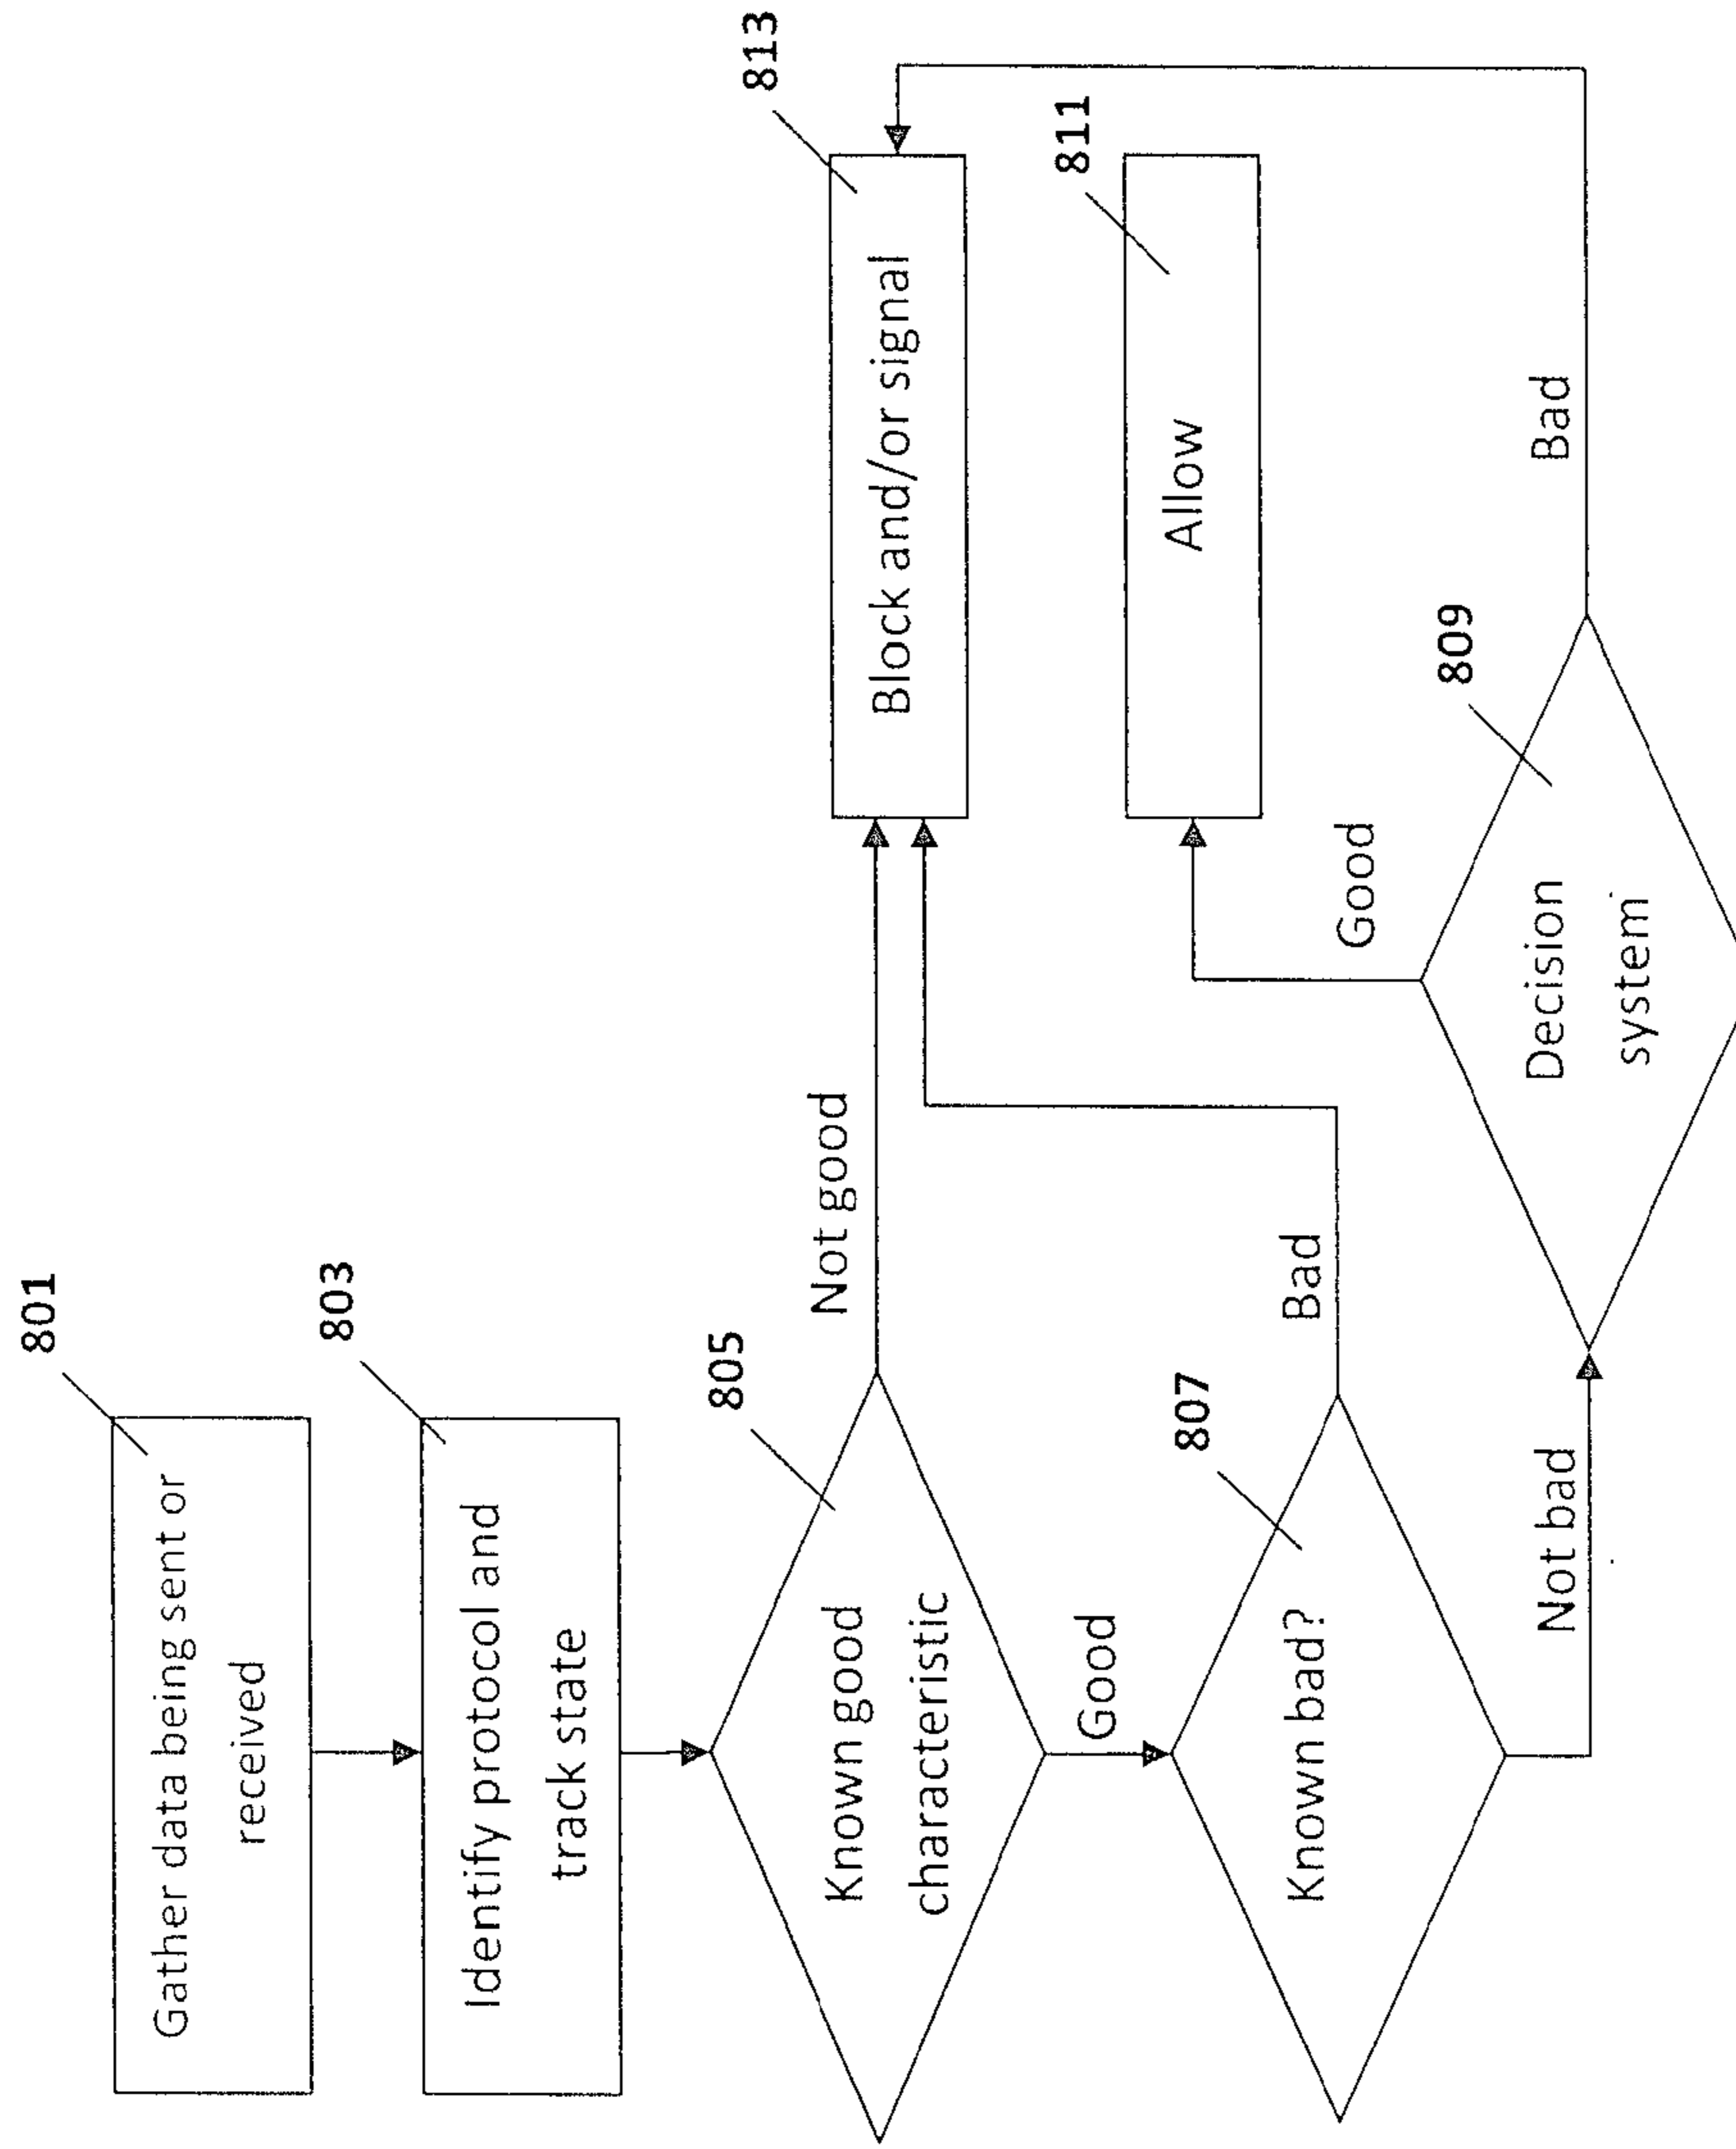 801
Gather data being sent or
received
803
Identify protocol and
track state
805
Known good
characteristic
Not good
Good
807
Known bad?
Bad
Not bad
809
Decision
system
Good
Bad
811
Allow
813
Block and/or signal